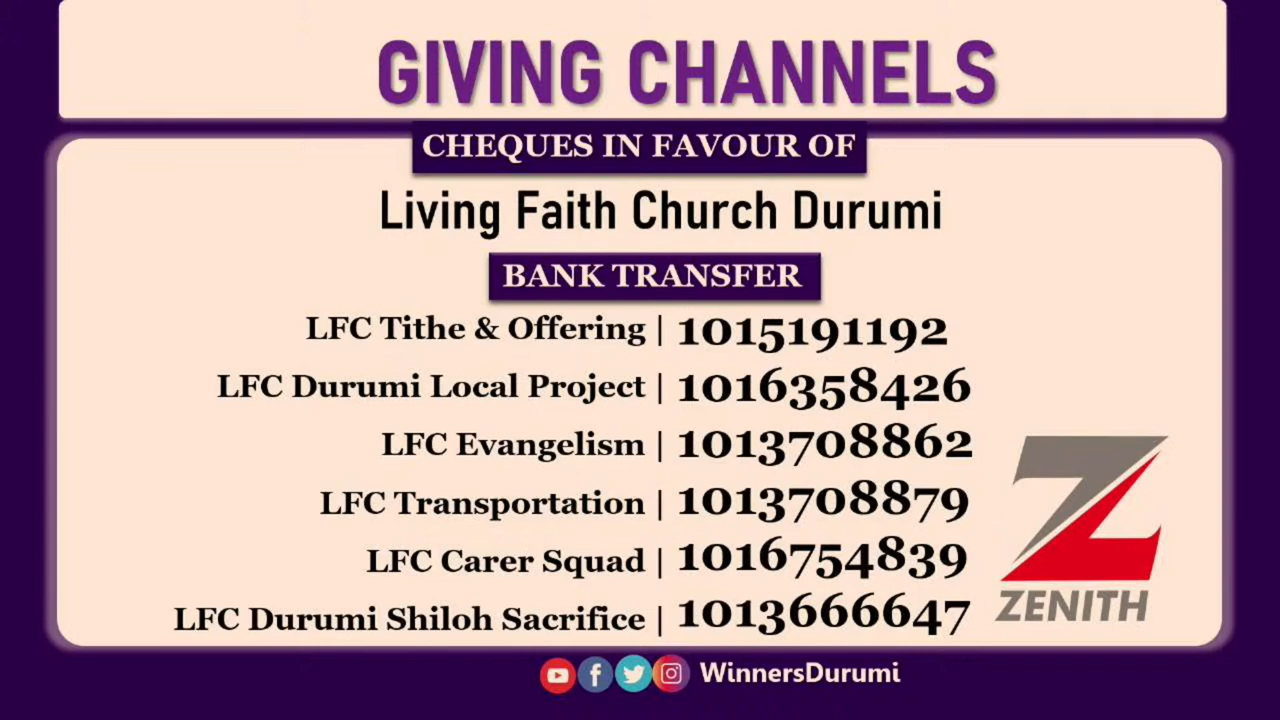 GIVING CHANNELS
CHEQUES IN FAVOUR OF
Living Faith Church Durumi
BANK TRANSFER
LFC Tithe & Offering | 1015191192
LFC Durumi Local Project | 1016358426
LFC Evangelism | 1013708862
LFC Transportation | 1013708879
LFC Carer Squad | 1016754839
LFC Durumi Shiloh Sacrifice | 1013666647
ZENITH
WinnersDurumi